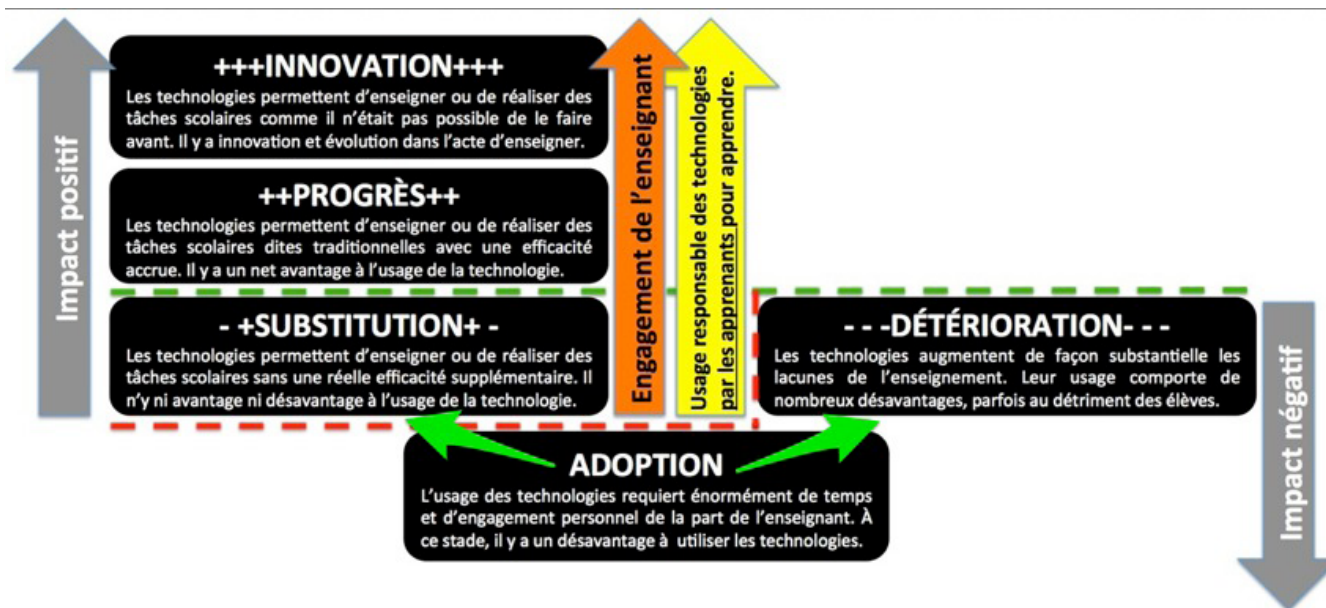 Impact positif
+++INNOVATION+++
Les technologies permettent d'enseigner ou de réaliser des
tâches scolaires comme il n'était pas possible de le faire
avant. Il y a innovation et évolution dans l'acte d'enseigner.
++PROGRÈS++
Les technologies permettent d'enseigner ou de réaliser des
tâches scolaires dites traditionnelles avec une efficacité
accrue. Il y a un net avantage à l'usage de la technologie.
- +SUBSTITUTION+ -
Les technologies permettent d'enseigner ou de réaliser des
tâches scolaires sans une réelle efficacité supplémentaire. Il
n'y ni avantage ni désavantage à l'usage de la technologie.
Engagement de l'enseignant
Usage responsable des technologies
par les apprenants pour apprendre.
- - -DÉTÉRIORATION- - -
Les technologies augmentent de façon substantielle les
lacunes de l'enseignement. Leur usage comporte de
nombreux désavantages, parfois au détriment des élèves.
Impact négatif
ADOPTION
L'usage des technologies requiert énormément de temps
et d'engagement personnel de la part de l'enseignant. À
ce stade, il y a un désavantage à utiliser les technologies.